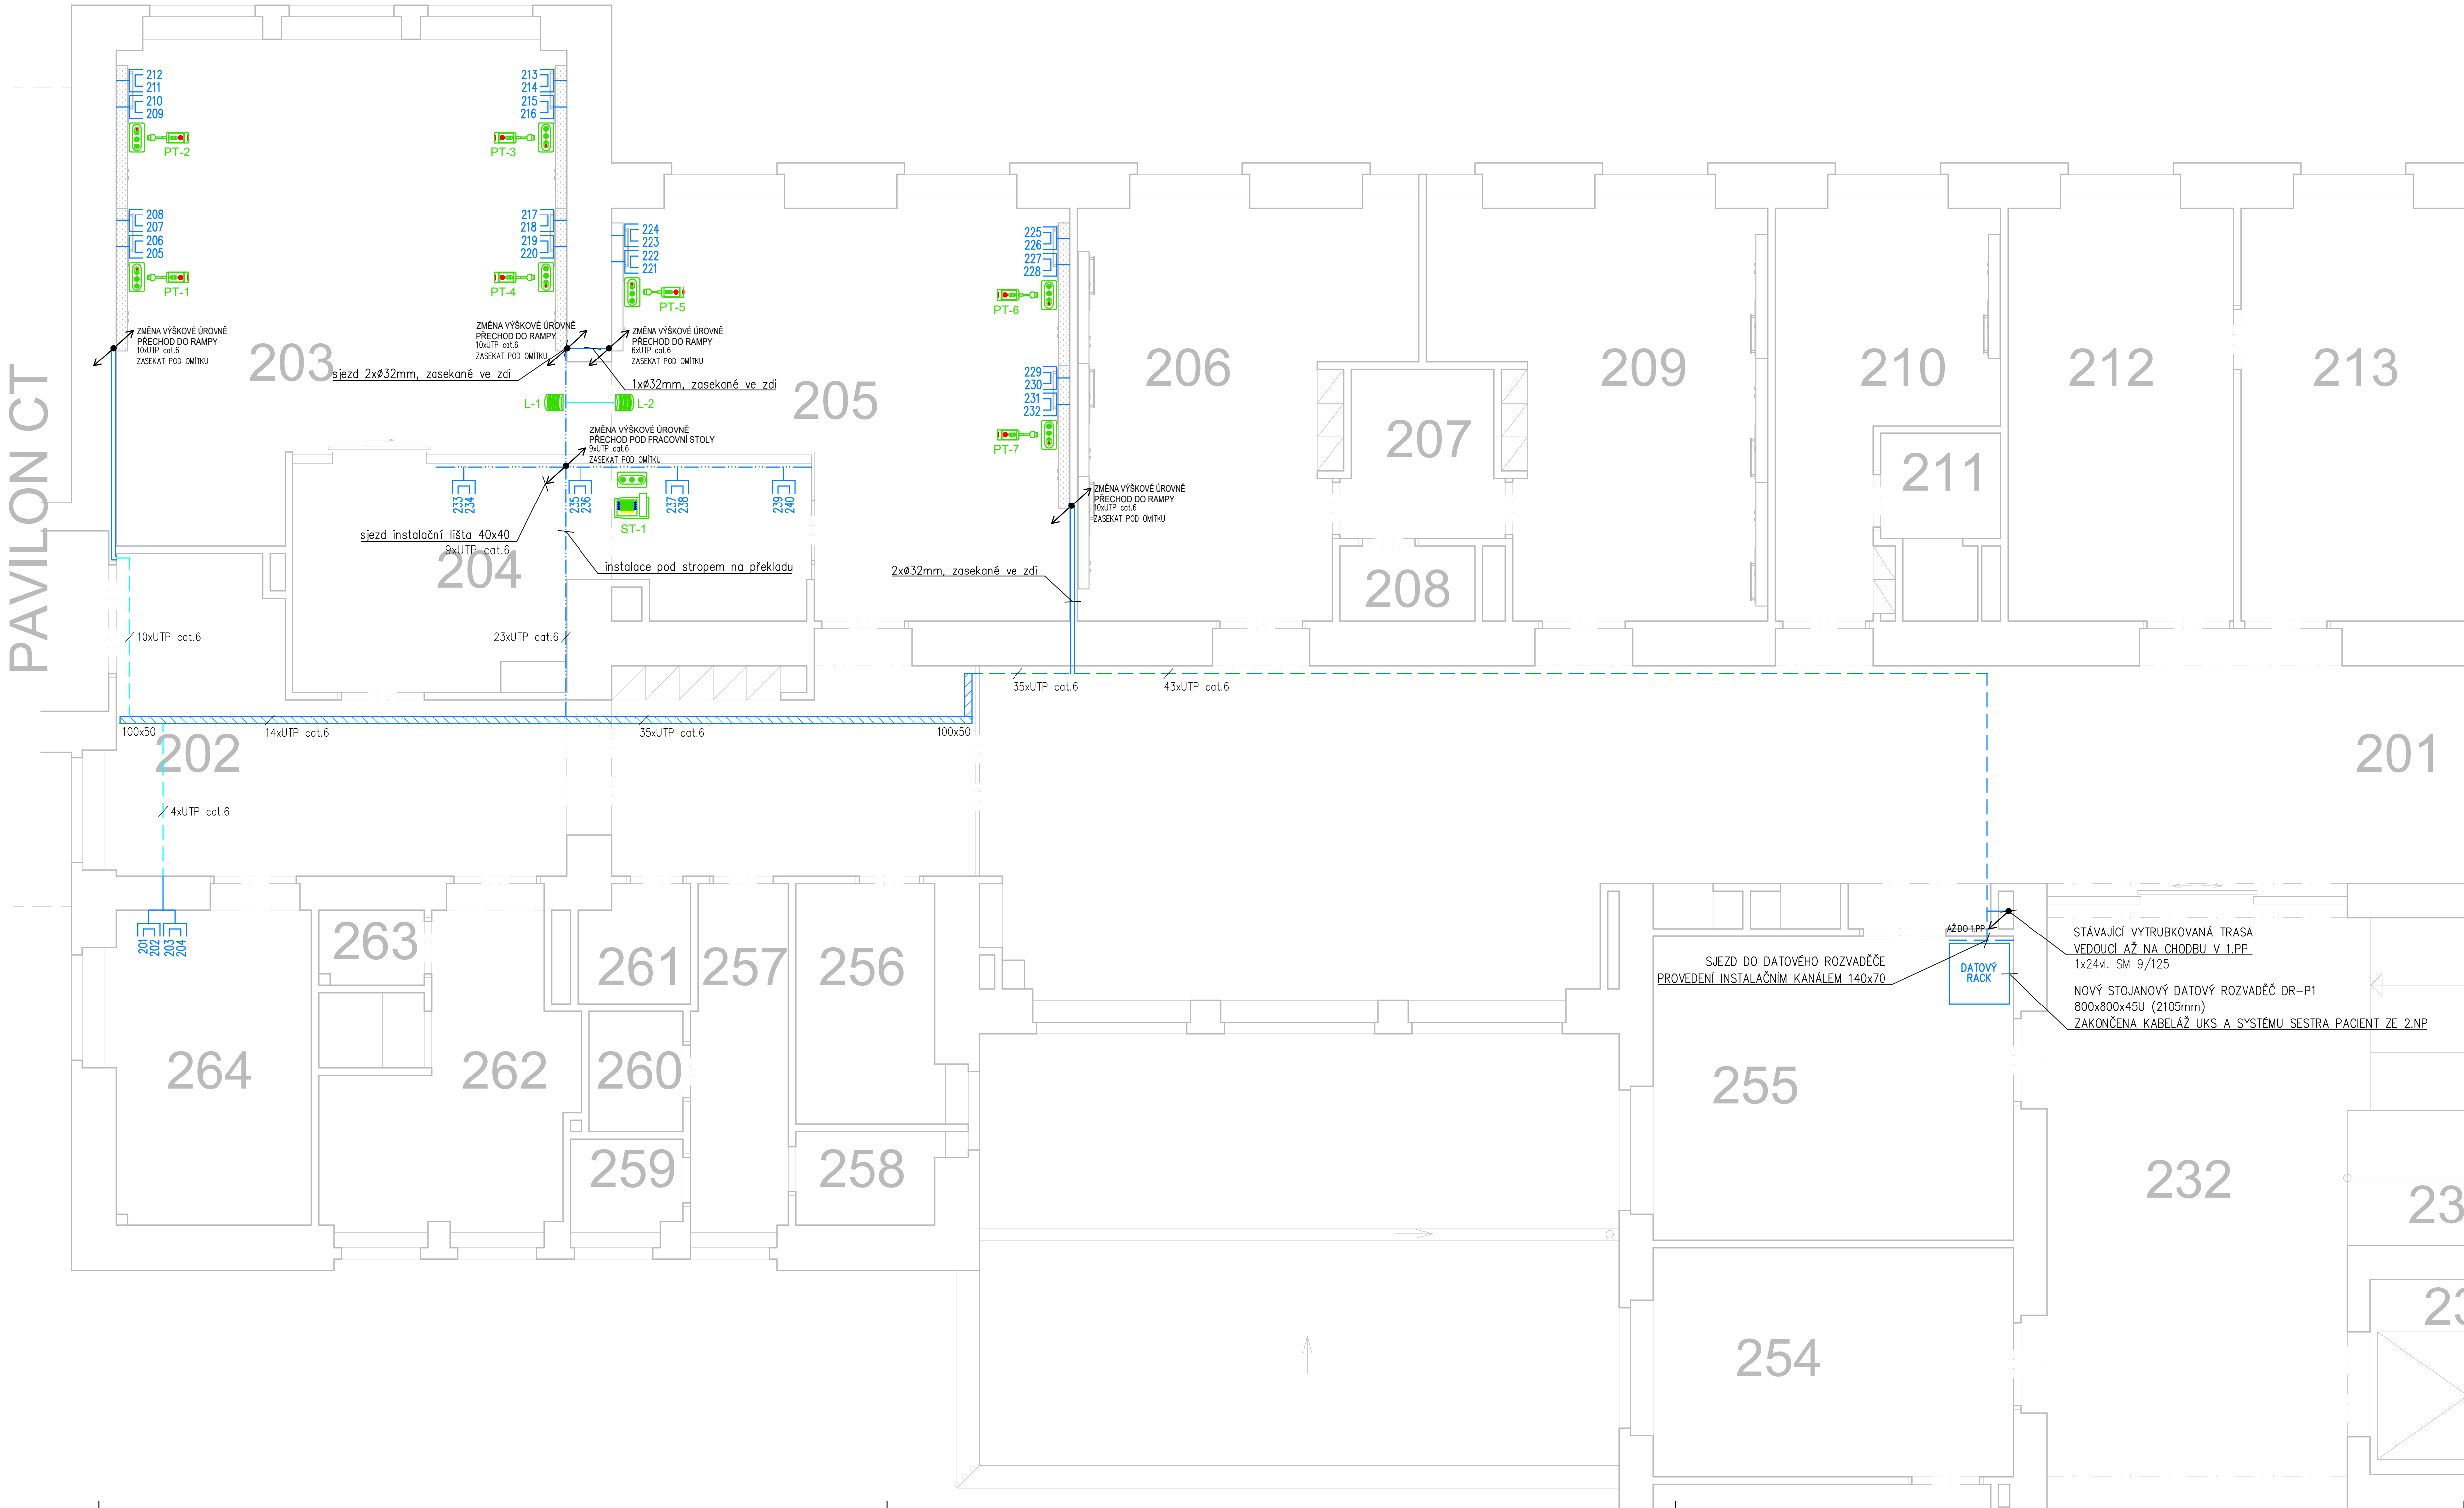 PAVILON CT
212
211
210
209
PT-2
213
214
215
216
PT-3
208
207
206
205
PT-1
217
218
219
220
PT-4
224
223
222
221
PT-5
225
226
227
228
PT-6
229
230
231
232
PT-7
ZMĚNA VÝŠKOVÉ ÚROVNĚ
PŘECHOD DO RAMPY
10xUTP cat.6
ZASEKAT POD OMÍTKU
ZMĚNA VÝŠKOVÉ ÚROVNĚ
PŘECHOD DO RAMPY
10xUTP cat.6
ZASEKAT POD OMÍTKU
ZMĚNA VÝŠKOVÉ ÚROVNĚ
PŘECHOD DO RAMPY
6xUTP cat.6
ZASEKAT POD OMÍTKU
203
sjezd 2xø32mm, zasekané ve zdi
1xø32mm, zasekané ve zdi
L-1
L-2
205
206
207
208
209
210
211
212
213
ZMĚNA VÝŠKOVÉ ÚROVNĚ
PŘECHOD POD PRACOVNÍ STOLY
9xUTP cat.6
ZASEKAT POD OMÍTKU
233
234
235
236
237
238
239
240
ST-1
ZMĚNA VÝŠKOVÉ ÚROVNĚ
PŘECHOD DO RAMPY
10xUTP cat.6
ZASEKAT POD OMÍTKU
sjezd instalační lišta 40x40
9xUTP cat.6
204
instalace pod stropem na překladu
2xø32mm, zasekané ve zdi
10xUTP cat.6
23xUTP cat.6
35xUTP cat.6
43xUTP cat.6
100x50
14xUTP cat.6
35xUTP cat.6
100x50
202
201
4xUTP cat.6
201
202
203
204
263
261
257
256
264
262
260
259
258
AŽ DO 1.PP
SJEZD DO DATOVÉHO ROZVADĚČE
PROVEDENÍ INSTALAČNÍM KANÁLEM 140x70
DATOVÝ
RACK
STÁVAJÍCÍ VYTRUBKOVANÁ TRASA
VEDOUCÍ AŽ NA CHODBU V 1.PP
1x24vl. SM 9/125
NOVÝ STOJANOVÝ DATOVÝ ROZVADĚČ DR-P1
800x800x45U (2105mm)
ZAKONČENA KABELÁŽ UKS A SYSTÉMU SESTRA PACIENT ZE 2.NP
255
232
254